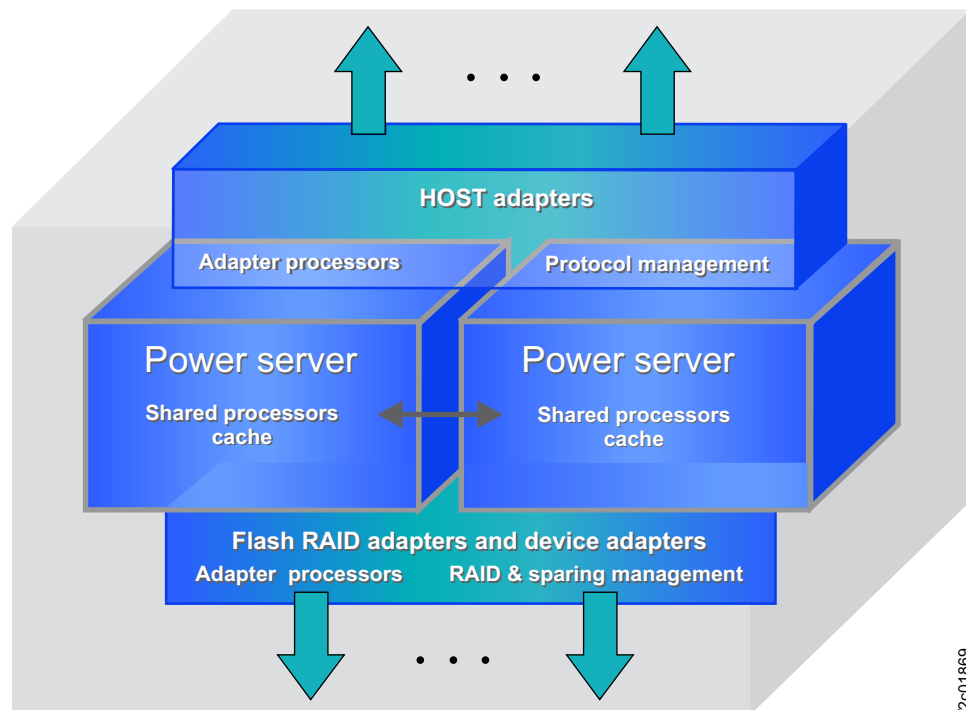 . . .
HOST adapters
Adapter processors
Protocol management
Power server
Shared processors
cache
Power server
Shared processors
cache
Flash RAID adapters and device adapters
Adapter processors
RAID & sparing management
. . .
2c01869